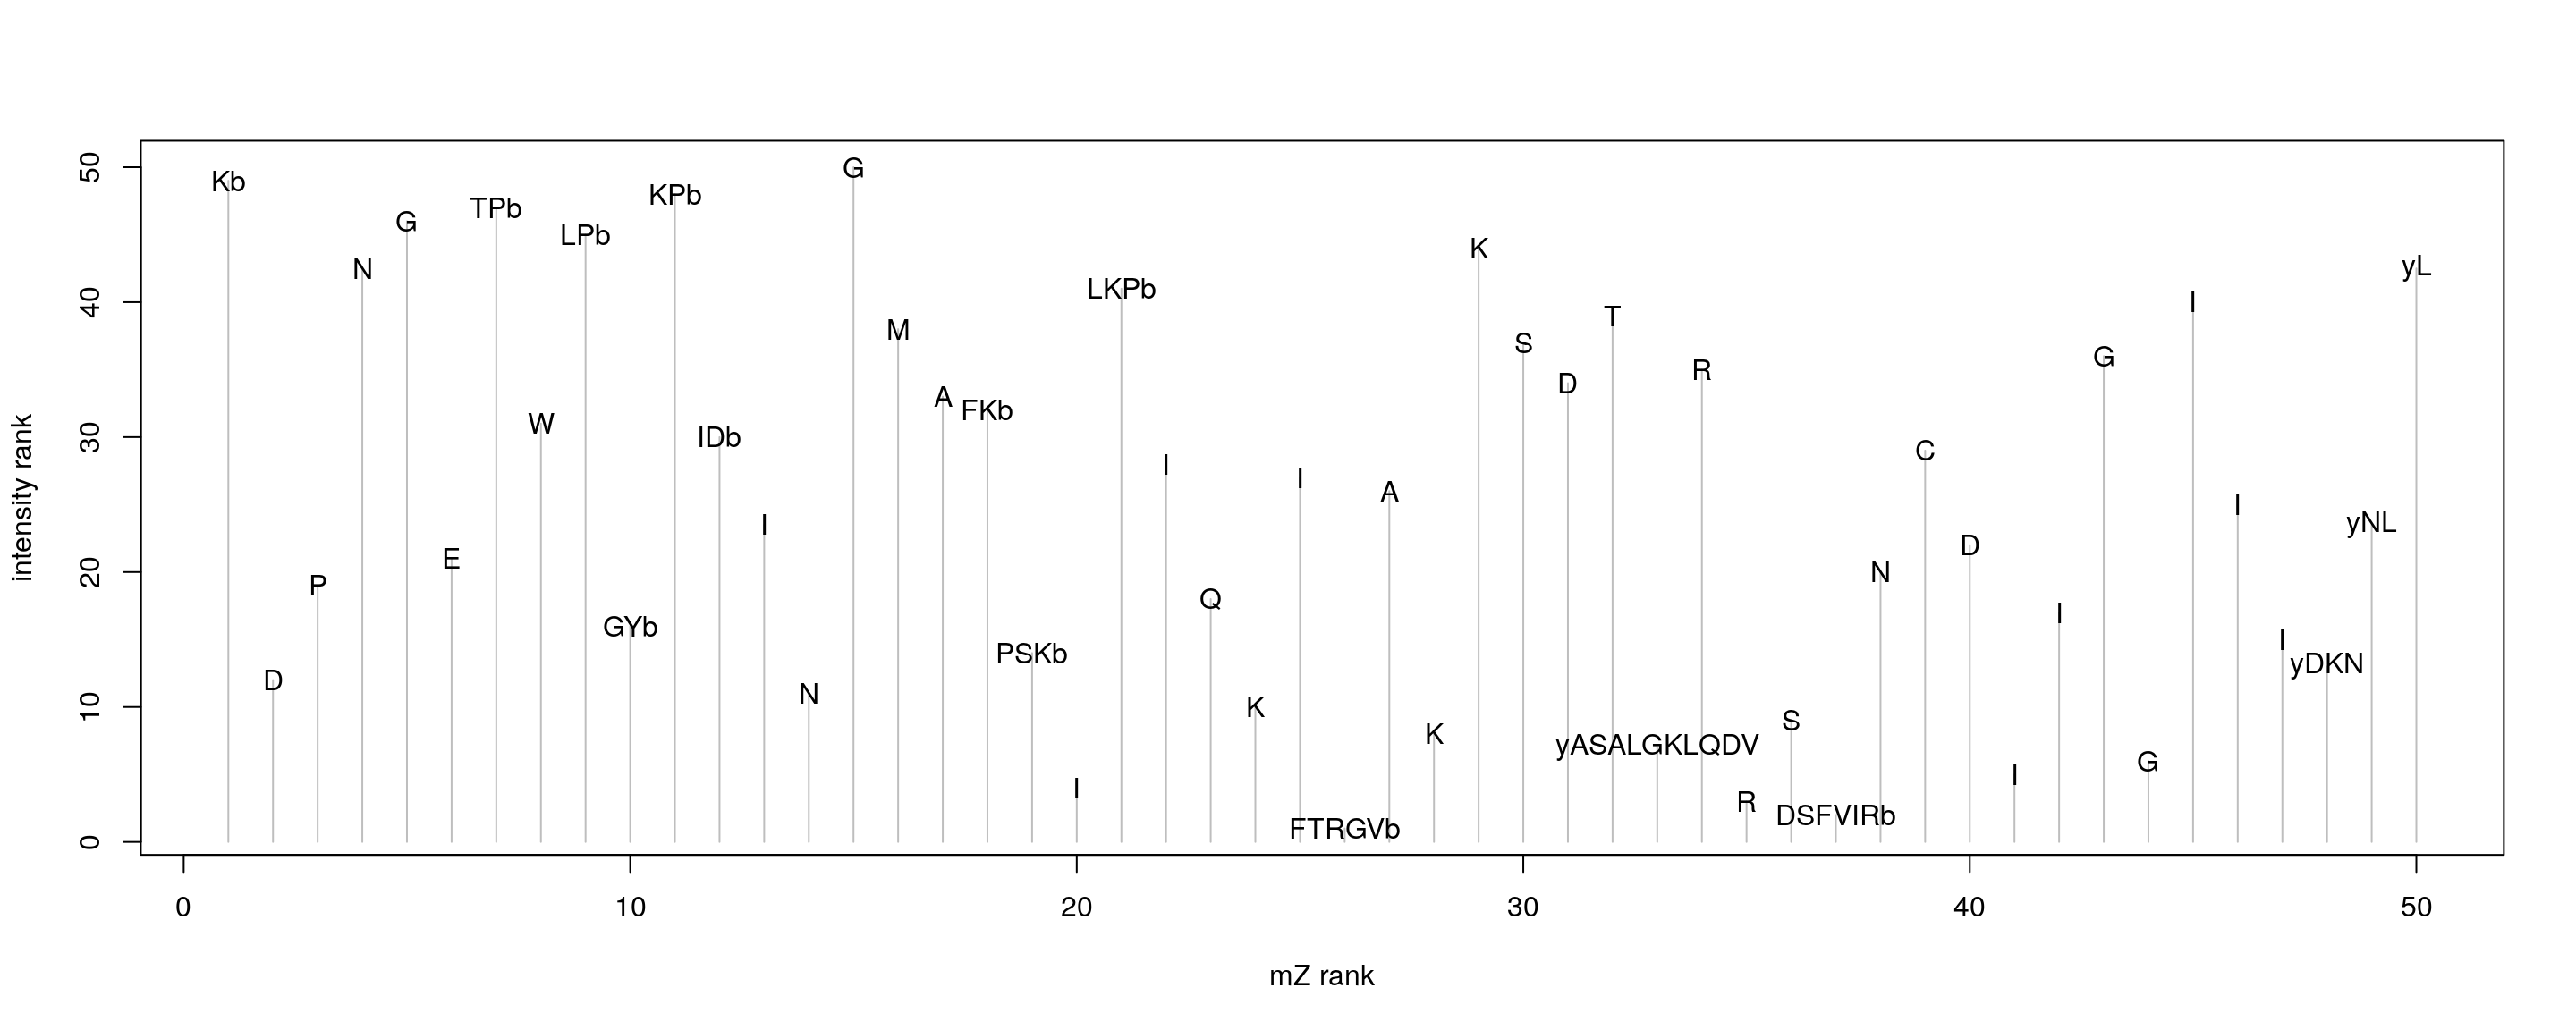 50
40
30
20
10
0
intensity rank
Kb
D
P
N
G
E
TPb
W
LPb
GYb
KPb
IDb
I
N
G
M
A
FKb
PSKb
I
LKPb
I
Q
K
I
FTRGVb
A
K
K
S
D
T
yASALGKLQDV
R
R
S
DSFVIRb
N
C
D
I
I
G
G
I
I
I
yDKN
yNL
yL
0 10 20 30 40 50
mZ rank